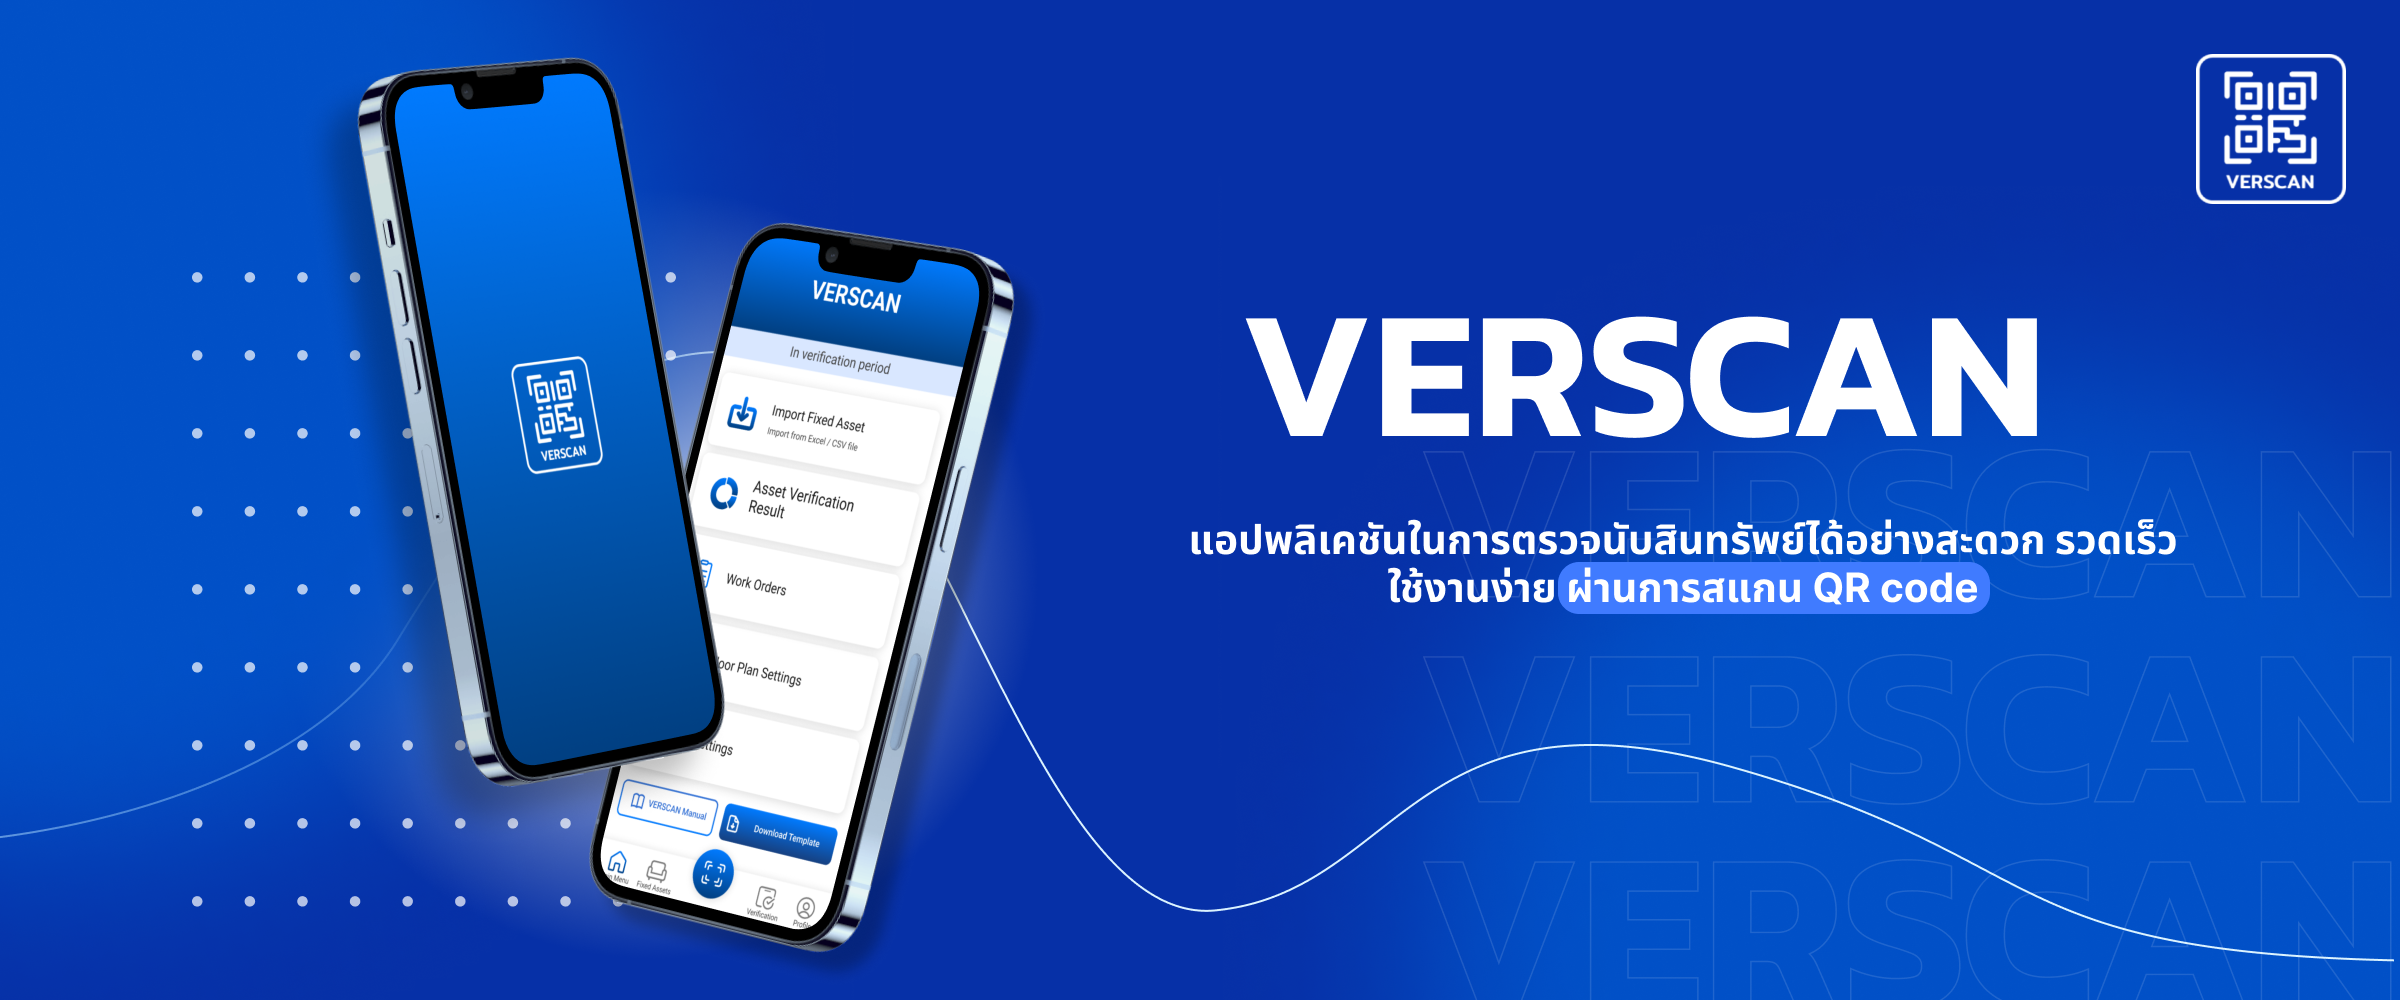 VERSCAN
VERSCAN
แอปพลิเคชันในการตรวจนับสินทรัพย์ได้อย่างสะดวก รวดเร็ว
ใช้งานง่าย ผ่านการสแกน QR code
VERSCAN
VERSCAN
In verification period
Import Fixed Asset
Import from Excel / CSV file
Asset Verification
Result
Work Orders
oor Plan Settings
ttings
VERSCAN Manual
Download Template
Menu
Fixed Assets
Verification
Profile
VERSCAN
VERSCAN
VERSCAN